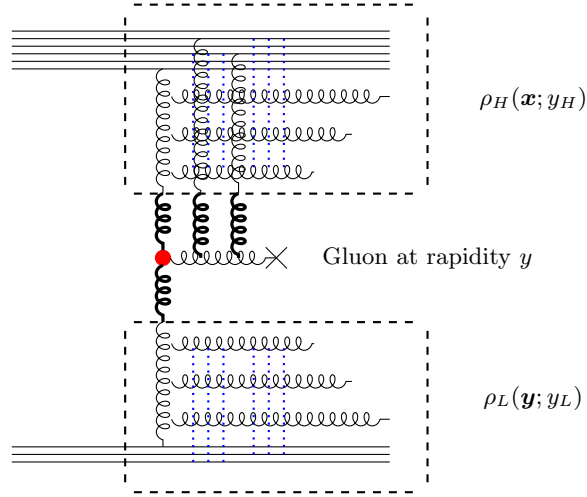 ρ_H(𝒙; y_H)
Gluon at rapidity y
ρ_L(𝒚; y_L)